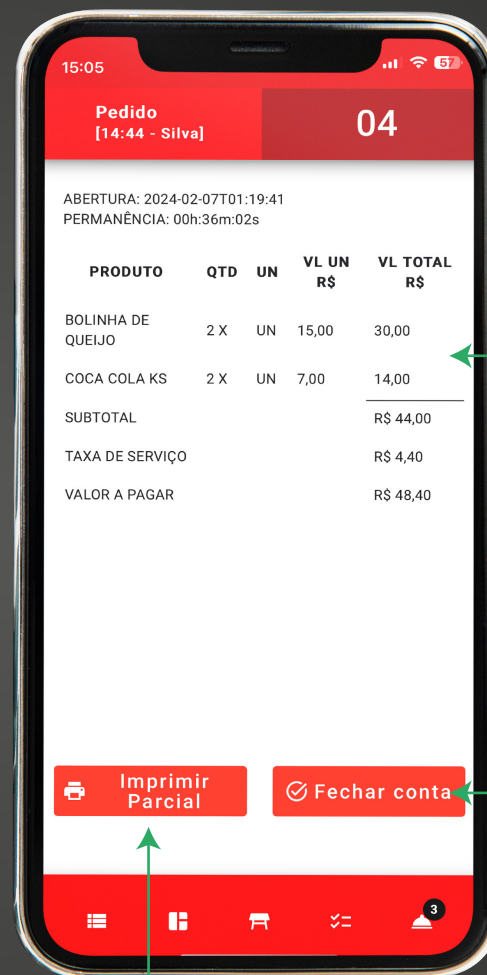 15:05
57
Pedido
[14:44 - Silva]
04
ABERTURA: 2024-02-07T01:19:41
PERMANÊNCIA: 00h:36m:02s
PRODUTO QTD UN VL UN R$ VL TOTAL R$
BOLINHA DE QUEIJO 2 X UN 15,00 30,00
COCA COLA KS 2 X UN 7,00 14,00
SUBTOTAL R$ 44,00
TAXA DE SERVIÇO R$ 4,40
VALOR A PAGAR R$ 48,40
Imprimir
Parcial
Fechar conta
3